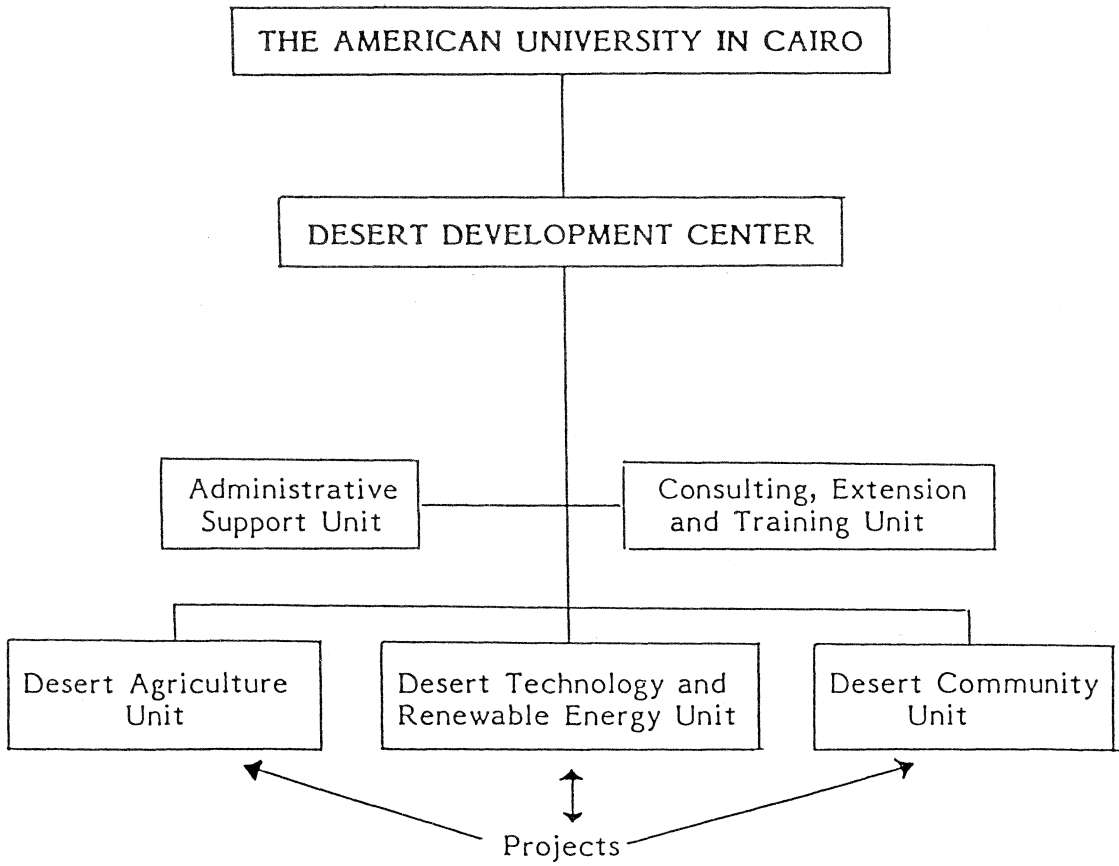 THE AMERICAN UNIVERSITY IN CAIRO
DESERT DEVELOPMENT CENTER
Administrative
Support Unit
Consulting, Extension
and Training Unit
Desert Agriculture
Unit
Desert Technology and
Renewable Energy Unit
Desert Community
Unit
Projects